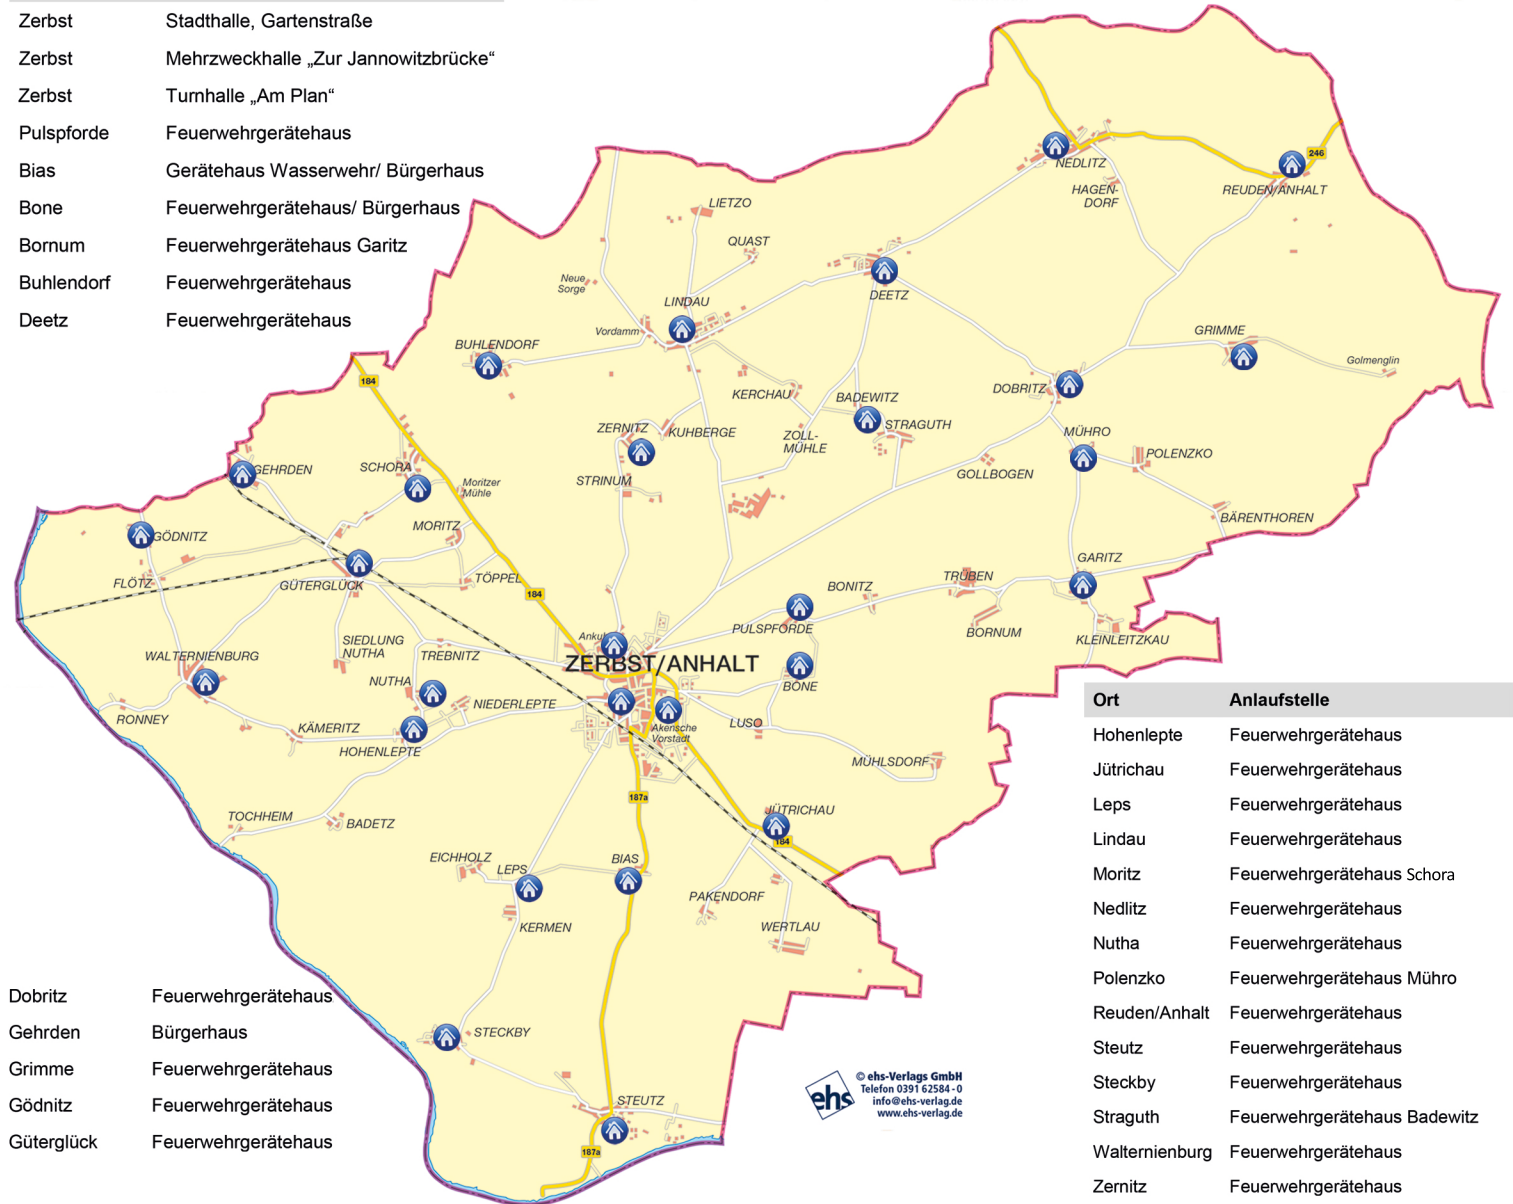 Zerbst Stadthalle, Gartenstraße
Zerbst Mehrzweckhalle „Zur Jannowitzbrücke“
Zerbst Turnhalle „Am Plan“
Pulspforde Feuerwehrgerätehaus
Bias Gerätehaus Wasserwehr/ Bürgerhaus
Bone Feuerwehrgerätehaus/ Bürgerhaus
Bornum Feuerwehrgerätehaus Garitz
Buhlendorf Feuerwehrgerätehaus
Deetz Feuerwehrgerätehaus
NEDLITZ
246
HAGEN-
DORF
REUDEN/ANHALT
LIETZO
QUAST
Neue
Sorge
DEETZ
LINDAU
Vordamm
GRIMME
BUHLENDORF
Golmenglin
184
KERCHAU
BADEWITZ
DOBRITZ
STRAGUTH
ZERNITZ
KUHBERGE
ZOLL-
MÜHLE
MÜHRO
POLENZKO
GEHRDEN
SCHORA
GOLLBOGEN
STRINUM
Moritzer
Mühle
BÄRENTHOREN
MORITZ
GÖDNITZ
GARITZ
FLÖTZ
GÜTERGLÜCK
TÖPPEL
TRÜBEN
BONITZ
184
PULSPFORDE
BORNUM
KLEINLEITZKAU
SIEDLUNG
NUTHA
TREBNITZ
Ankuh
WALTERNIENBURG
ZERBST/ANHALT
NUTHA
BONE
NIEDERLEPTE
RONNEY
KÄMERITZ
HOHENLEPTE
LUSO
Akensche
Vorstadt
MÜHLSDORF
187a
TOCHHEIM
BADETZ
JÜTRICHAU
184
EICHHOLZ
LEPS
BIAS
PAKENDORF
KERMEN
WERTLAU
STECKBY
STEUTZ
187a
Dobritz Feuerwehrgerätehaus
Gehrden Bürgerhaus
Grimme Feuerwehrgerätehaus
Gödnitz Feuerwehrgerätehaus
Güterglück Feuerwehrgerätehaus
ehs
© ehs-Verlags GmbH
Telefon 0391 62584 - 0
info@ehs-verlag.de
www.ehs-verlag.de
Ort Anlaufstelle
Hohenlepte Feuerwehrgerätehaus
Jütrichau Feuerwehrgerätehaus
Leps Feuerwehrgerätehaus
Lindau Feuerwehrgerätehaus
Moritz Feuerwehrgerätehaus Schora
Nedlitz Feuerwehrgerätehaus
Nutha Feuerwehrgerätehaus
Polenzko Feuerwehrgerätehaus Mühro
Reuden/Anhalt Feuerwehrgerätehaus
Steutz Feuerwehrgerätehaus
Steckby Feuerwehrgerätehaus
Straguth Feuerwehrgerätehaus Badewitz
Walternienburg Feuerwehrgerätehaus
Zernitz Feuerwehrgerätehaus